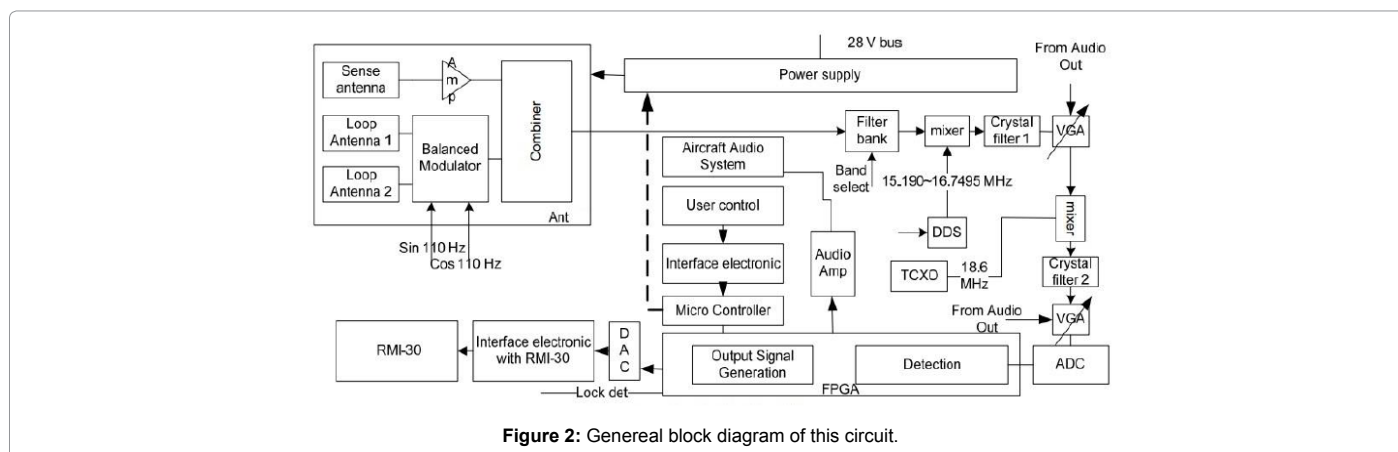 28 V bus
Power supply
From Audio
Out
Sense
antenna
A
m
p
Loop
Antenna 1
Loop
Antenna 2
Balanced
Modulator
Combiner
Ant
Sin 110 Hz
Cos 110 Hz
Filter
bank
mixer
Crystal
filter 1
VGA
Band
select
15.190~16.7495 MHz
DDS
mixer
TCXO
18.6
MHz
Crystal
filter 2
From Audio
Out
VGA
ADC
Aircraft Audio
System
User control
Interface electronic
Micro Controller
Audio
Amp
RMI-30
Interface electronic
with RMI-30
D
A
C
Lock det
Output Signal
Generation
Detection
FPGA
Figure 2: Genereal block diagram of this circuit.